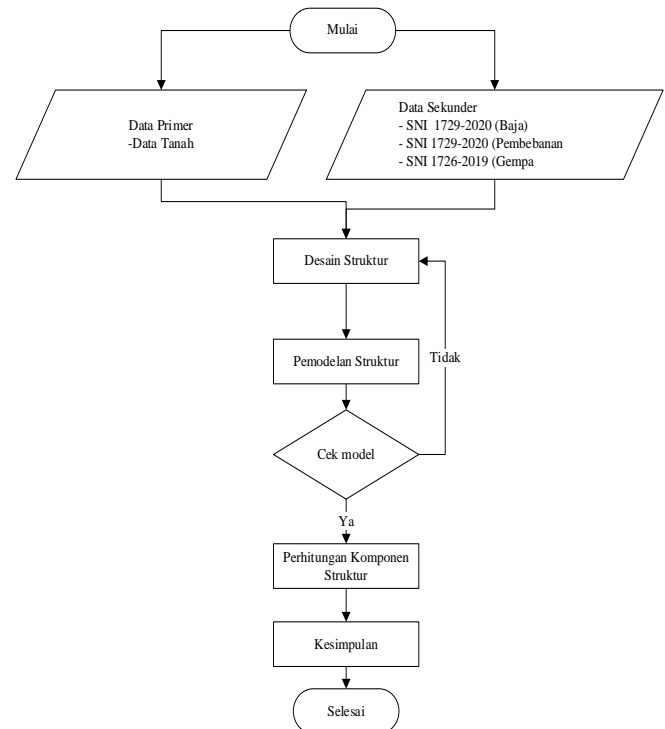 Mulai
Data Primer
-Data Tanah
Data Sekunder
- SNI 1729-2020 (Baja)
- SNI 1729-2020 (Pembebanan
- SNI 1726-2019 (Gempa
Desain Struktur
Pemodelan Struktur
Tidak
Cek model
Ya
Perhitungan Komponen
Struktur
Kesimpulan
Selesai